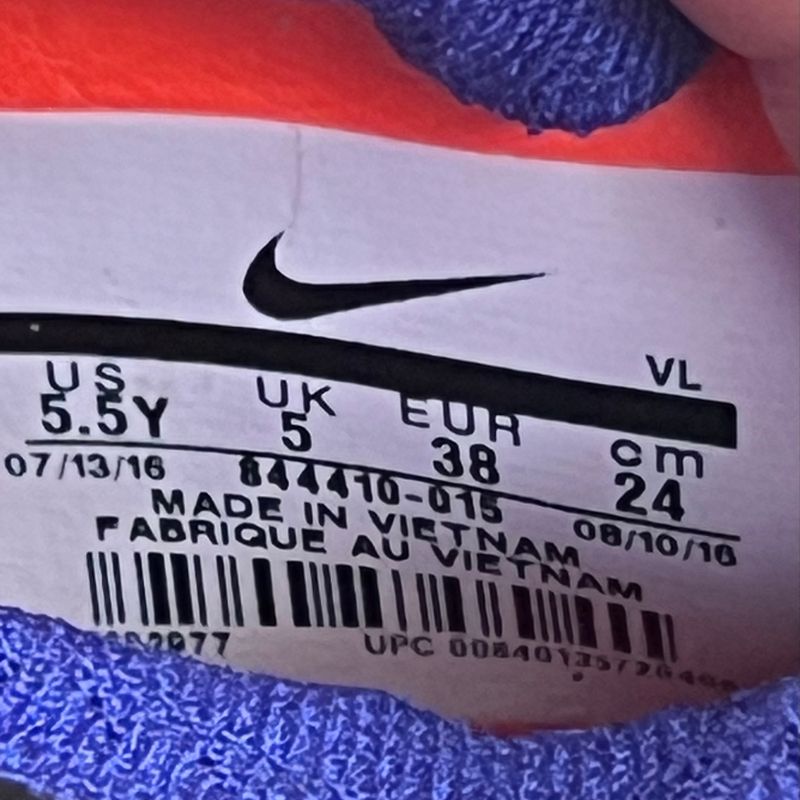 VL
US UK EUR cm
5.5Y 5 38 24
07/13/16 844410-015 08/10/16
MADE IN VIETNAM
FABRIQUE AU VIETNAM
UPC